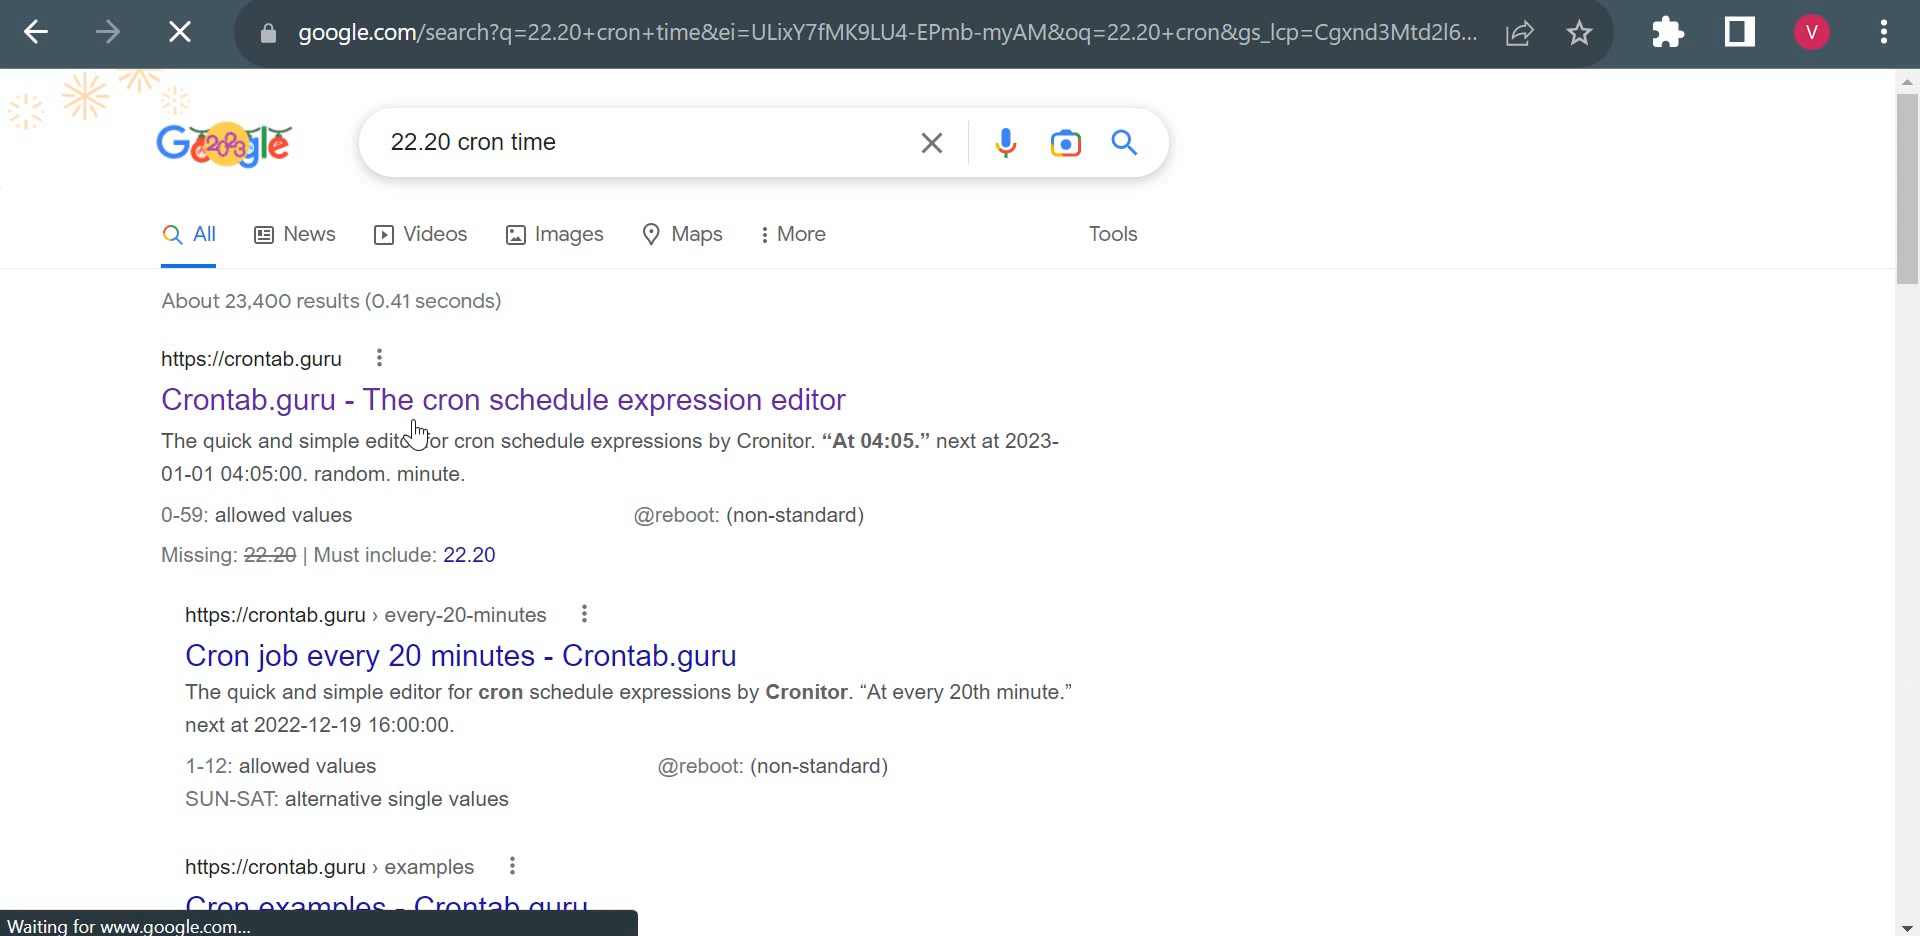 google.com/search?q=22.20+cron+time&ei=ULixY7fMK9LU4-EPmb-myAM&oq=22.20+cron&gs_lcp=Cgxnd3Mtd2l6...
V
Google 2023
22.20 cron time
All News Videos Images Maps More Tools
About 23,400 results (0.41 seconds)
https://crontab.guru
Crontab.guru - The cron schedule expression editor
The quick and simple editor for cron schedule expressions by Cronitor. “At 04:05.” next at 2023-
01-01 04:05:00. random. minute.
0-59: allowed values @reboot: (non-standard)
Missing: 22.20 | Must include: 22.20
https://crontab.guru › every-20-minutes
Cron job every 20 minutes - Crontab.guru
The quick and simple editor for cron schedule expressions by Cronitor. “At every 20th minute.”
next at 2022-12-19 16:00:00.
1-12: allowed values @reboot: (non-standard)
SUN-SAT: alternative single values
https://crontab.guru › examples
Cron examples - Crontab.guru
Waiting for www.google.com...